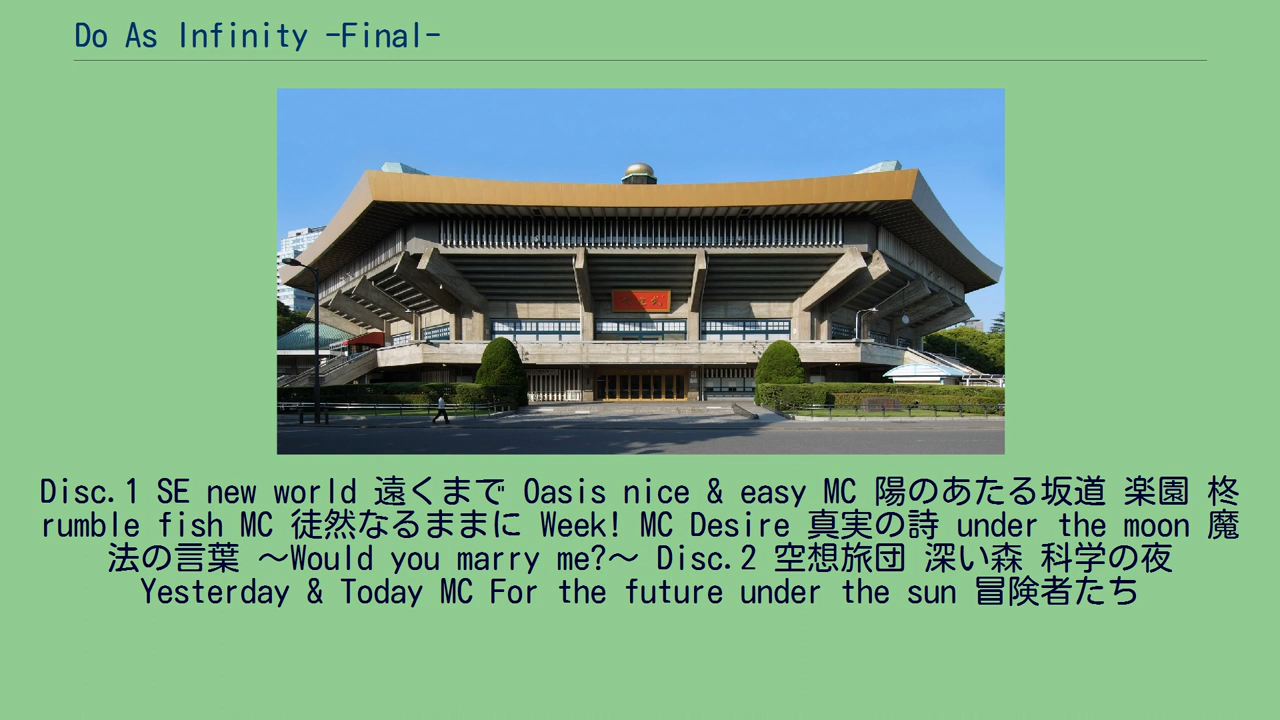 Do As Infinity -Final-
Disc.1 SE new world 遠くまで Oasis nice & easy MC 陽のあたる坂道 楽園 柊
rumble fish MC 徒然なるままに Week! MC Desire 真実の詩 under the moon 魔
法の言葉 ～Would you marry me?～ Disc.2 空想旅団 深い森 科学の夜
Yesterday & Today MC For the future under the sun 冒険者たち